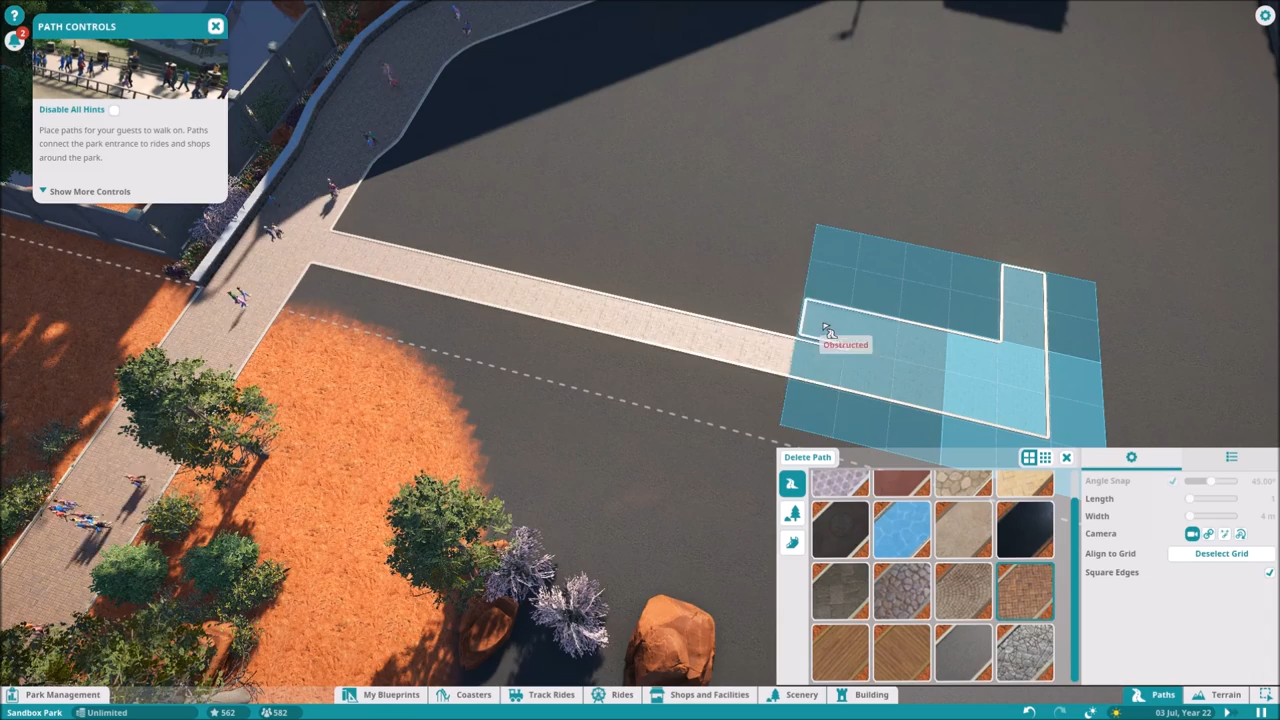 ?
2
PATH CONTROLS
Disable All Hints
Place paths for your guests to walk on. Paths
connect the park entrance to rides and shops
around the park.
Show More Controls
Obstructed
Delete Path
Angle Snap 45.00°
Length 1
Width 4 m
Camera
Align to Grid Deselect Grid
Square Edges
Park Management My Blueprints Coasters Track Rides Rides Shops and Facilities Scenery Building Paths Terrain
Sandbox Park Unlimited 562 582 03 Jul, Year 22